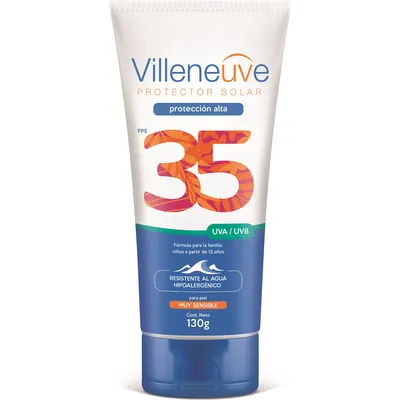 Villeneuve
PROTECTOR SOLAR
protección alta
FPS
35
UVA / UVB
Fórmula para la familia,
niños a partir de 12 años
RESISTENTE AL AGUA
HIPOALERGÉNICO
para piel
MUY SENSIBLE
Cont. Neto
130g